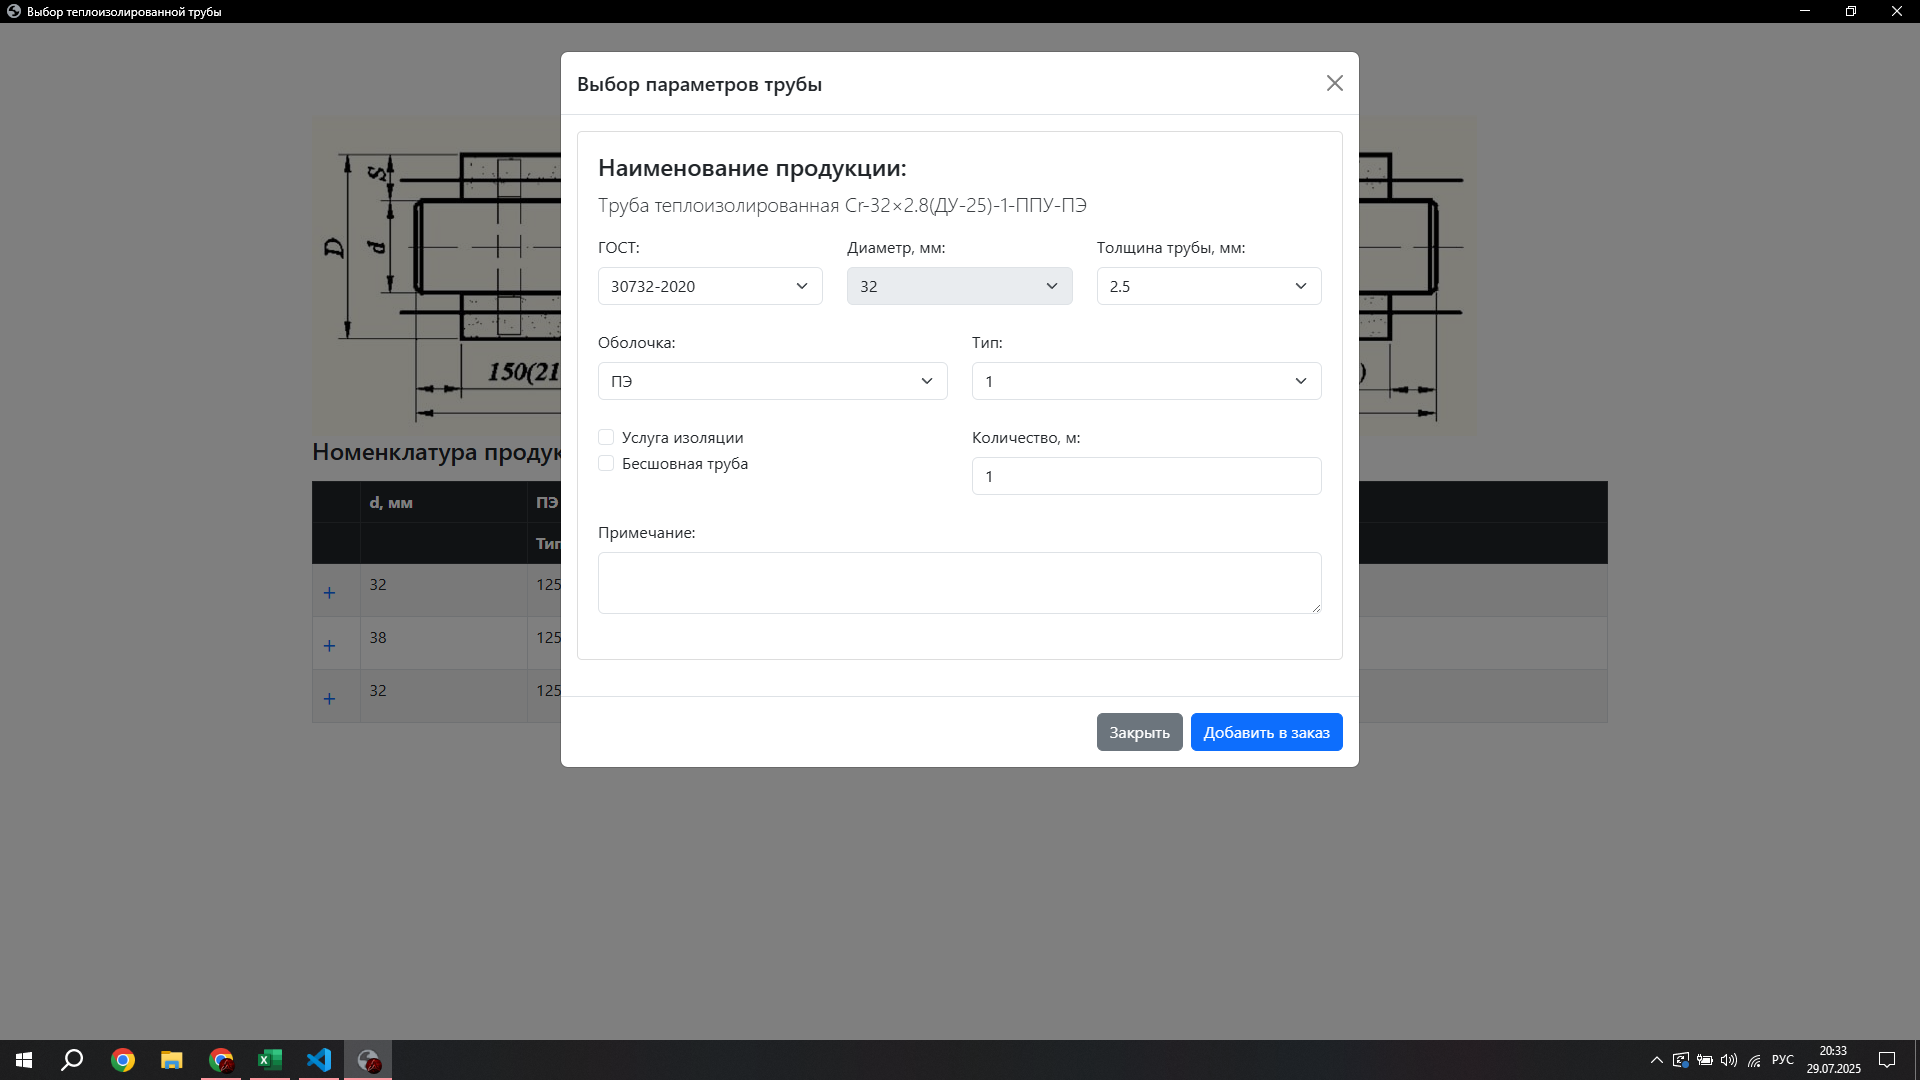 Выбор теплоизолированной трубы
Выбор параметров трубы
Наименование продукции:
Труба теплоизолированная Cr-32×2.8(ДУ-25)-1-ППУ-ПЭ
ГОСТ:
Диаметр, мм:
Толщина трубы, мм:
30732-2020
32
2.5
Оболочка:
Тип:
ПЭ
1
Услуга изоляции
Бесшовная труба
Количество, м:
1
Примечание:
Закрыть
Добавить в заказ
S
D
d
150(21
)
Номенклатура продук
d, мм
ПЭ
Тип
+ 32 125
+ 38 125
+ 32 125
РУС
20:33
29.07.2025